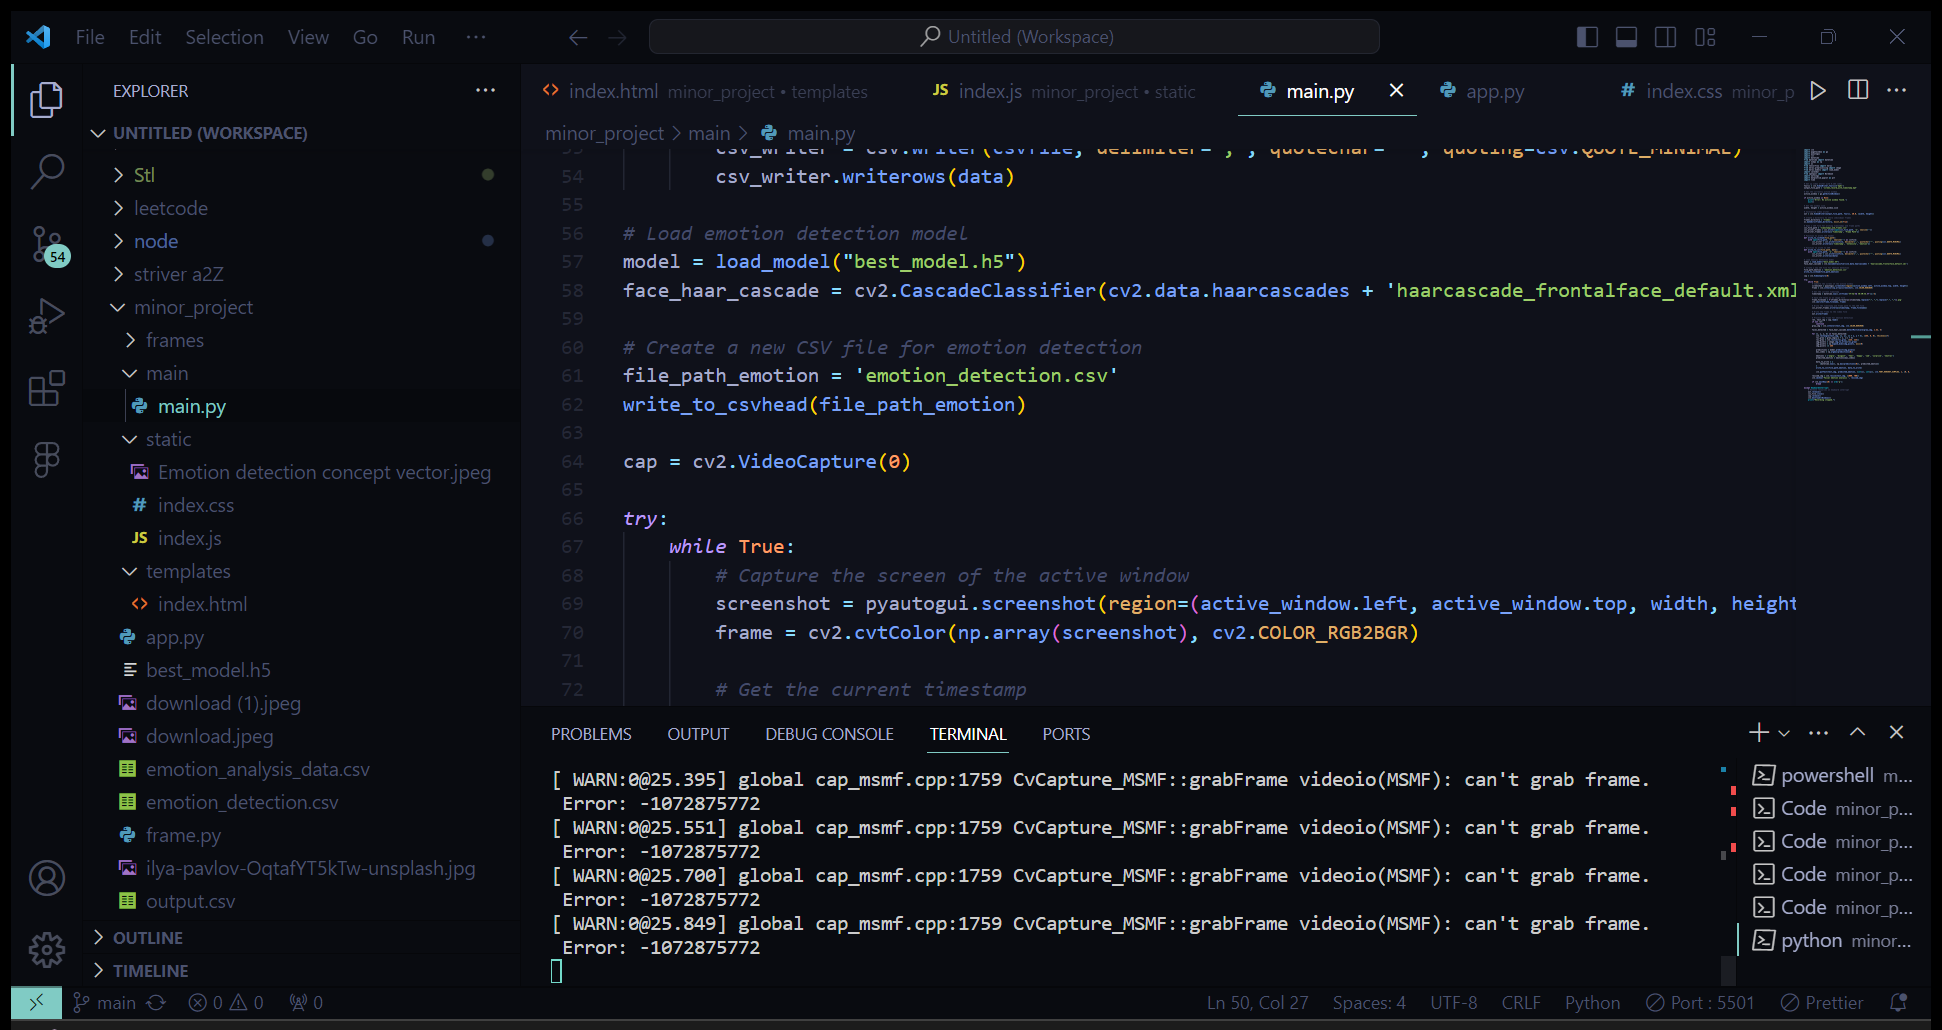 File Edit Selection View Go Run ···
Untitled (Workspace)
EXPLORER
UNTITLED (WORKSPACE)
Stl
leetcode
node
striver a2Z
minor_project
frames
main
main.py
static
Emotion detection concept vector.jpeg
# index.css
JS index.js
templates
<> index.html
app.py
best_model.h5
download (1).jpeg
download.jpeg
emotion_analysis_data.csv
emotion_detection.csv
frame.py
ilya-pavlov-OqtafYT5kTw-unsplash.jpg
output.csv
OUTLINE
TIMELINE
54
<> index.html minor_project • templates
JS index.js minor_project • static
main.py
app.py
# index.css minor_p
minor_project > main > main.py
53 csv_writer = csv.writer(csvfile, delimiter=',', quotechar= , quoting=csv.QUOTE_MINIMAL)
54 csv_writer.writerows(data)
55
56 # Load emotion detection model
57 model = load_model("best_model.h5")
58 face_haar_cascade = cv2.CascadeClassifier(cv2.data.haarcascades + 'haarcascade_frontalface_default.xml
59
60 # Create a new CSV file for emotion detection
61 file_path_emotion = 'emotion_detection.csv'
62 write_to_csvhead(file_path_emotion)
63
64 cap = cv2.VideoCapture(0)
65
66 try:
67 while True:
68 # Capture the screen of the active window
69 screenshot = pyautogui.screenshot(region=(active_window.left, active_window.top, width, height
70 frame = cv2.cvtColor(np.array(screenshot), cv2.COLOR_RGB2BGR)
71
72 # Get the current timestamp
PROBLEMS OUTPUT DEBUG CONSOLE TERMINAL PORTS
[ WARN:0@25.395] global cap_msmf.cpp:1759 CvCapture_MSMF::grabFrame videoio(MSMF): can't grab frame.
Error: -1072875772
[ WARN:0@25.551] global cap_msmf.cpp:1759 CvCapture_MSMF::grabFrame videoio(MSMF): can't grab frame.
Error: -1072875772
[ WARN:0@25.700] global cap_msmf.cpp:1759 CvCapture_MSMF::grabFrame videoio(MSMF): can't grab frame.
Error: -1072875772
[ WARN:0@25.849] global cap_msmf.cpp:1759 CvCapture_MSMF::grabFrame videoio(MSMF): can't grab frame.
Error: -1072875772
powershell m...
Code minor_p...
Code minor_p...
Code minor_p...
Code minor_p...
python minor...
main 0 0 0
Ln 50, Col 27 Spaces: 4 UTF-8 CRLF Python Port : 5501 Prettier